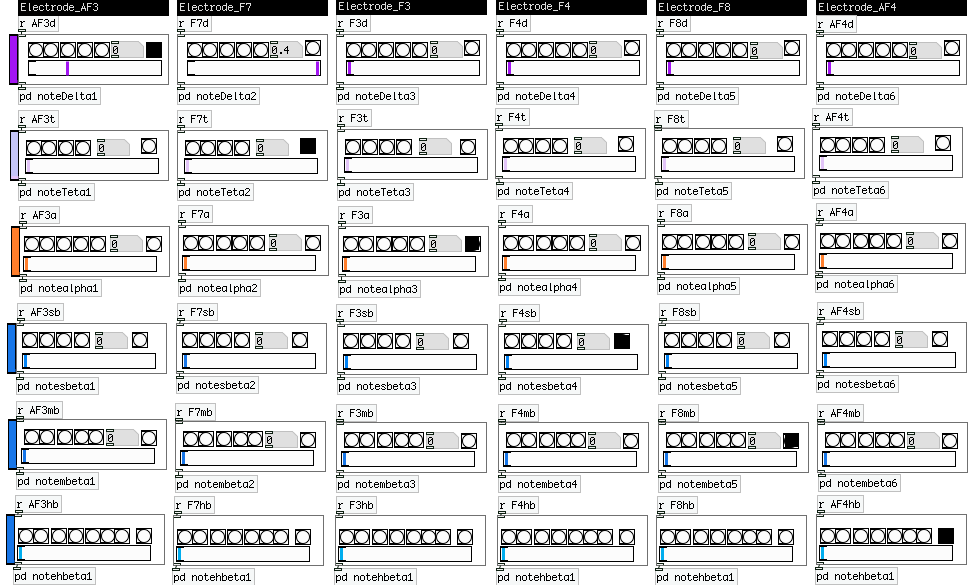 Electrode_AF3 Electrode_F7 Electrode_F3 Electrode_F4 Electrode_F8 Electrode_AF4
r AF3d r F7d r F3d r F4d r F8d r AF4d
0 0.4 0 0 0 0
pd noteDelta1 pd noteDelta2 pd noteDelta3 pd noteDelta4 pd noteDelta5 pd noteDelta6
r AF3t r F7t r F3t r F4t r F8t r AF4t
0 0 0 0 0 0
pd noteTeta1 pd noteTeta2 pd noteTeta3 pd noteTeta4 pd noteTeta5 pd noteTeta6
r AF3a r F7a r F3a r F4a r F8a r AF4a
0 0 0 0 0 0
pd notealpha1 pd notealpha2 pd notealpha3 pd notealpha4 pd notealpha5 pd notealpha6
r AF3sb r F7sb r F3sb r F4sb r F8sb r AF4sb
0 0 0 0 0 0
pd notesbeta1 pd notesbeta2 pd notesbeta3 pd notesbeta4 pd notesbeta5 pd notesbeta6
r AF3mb r F7mb r F3mb r F4mb r F8mb r AF4mb
0 0 0 0 0 0
pd notembeta1 pd notembeta2 pd notembeta3 pd notembeta4 pd notembeta5 pd notembeta6
r AF3hb r F7hb r F3hb r F4hb r F8hb r AF4hb
pd notehbeta1 pd notehbeta1 pd notehbeta1 pd notehbeta1 pd notehbeta1 pd notehbeta1